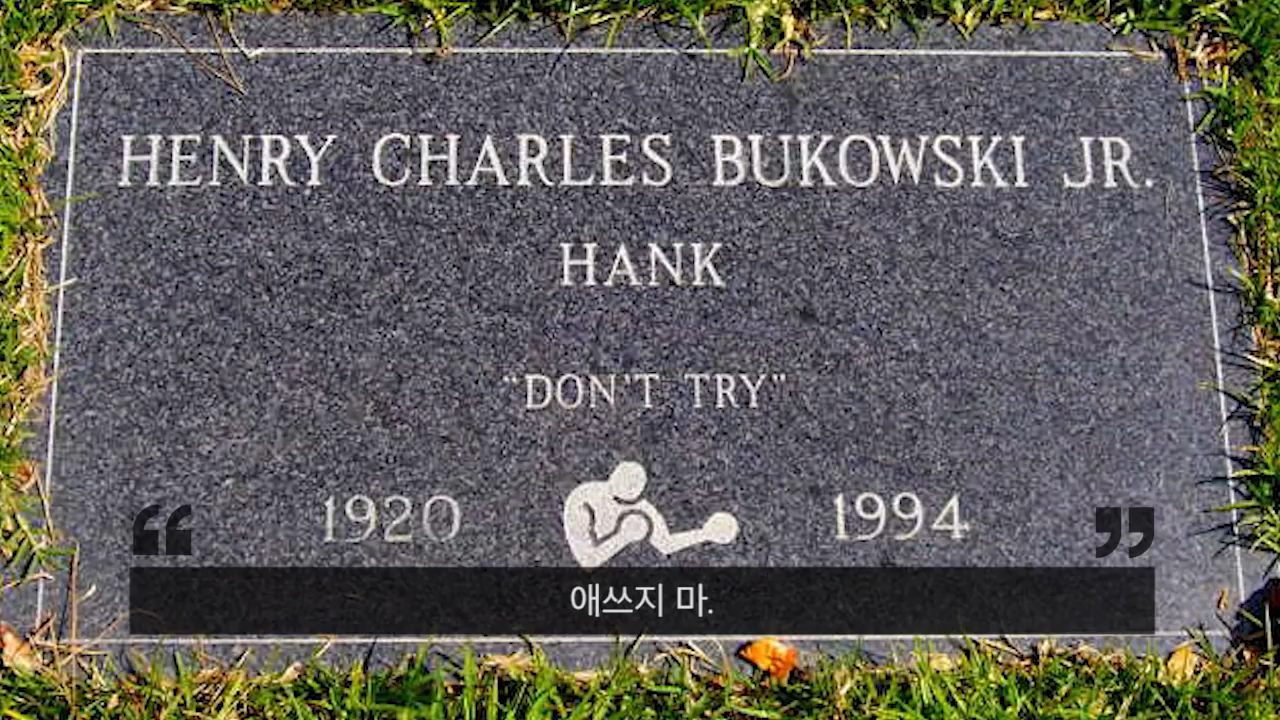 HENRY CHARLES BUKOWSKI JR.
HANK
"DON'T TRY"
1920 1994
“ ”
애쓰지 마.